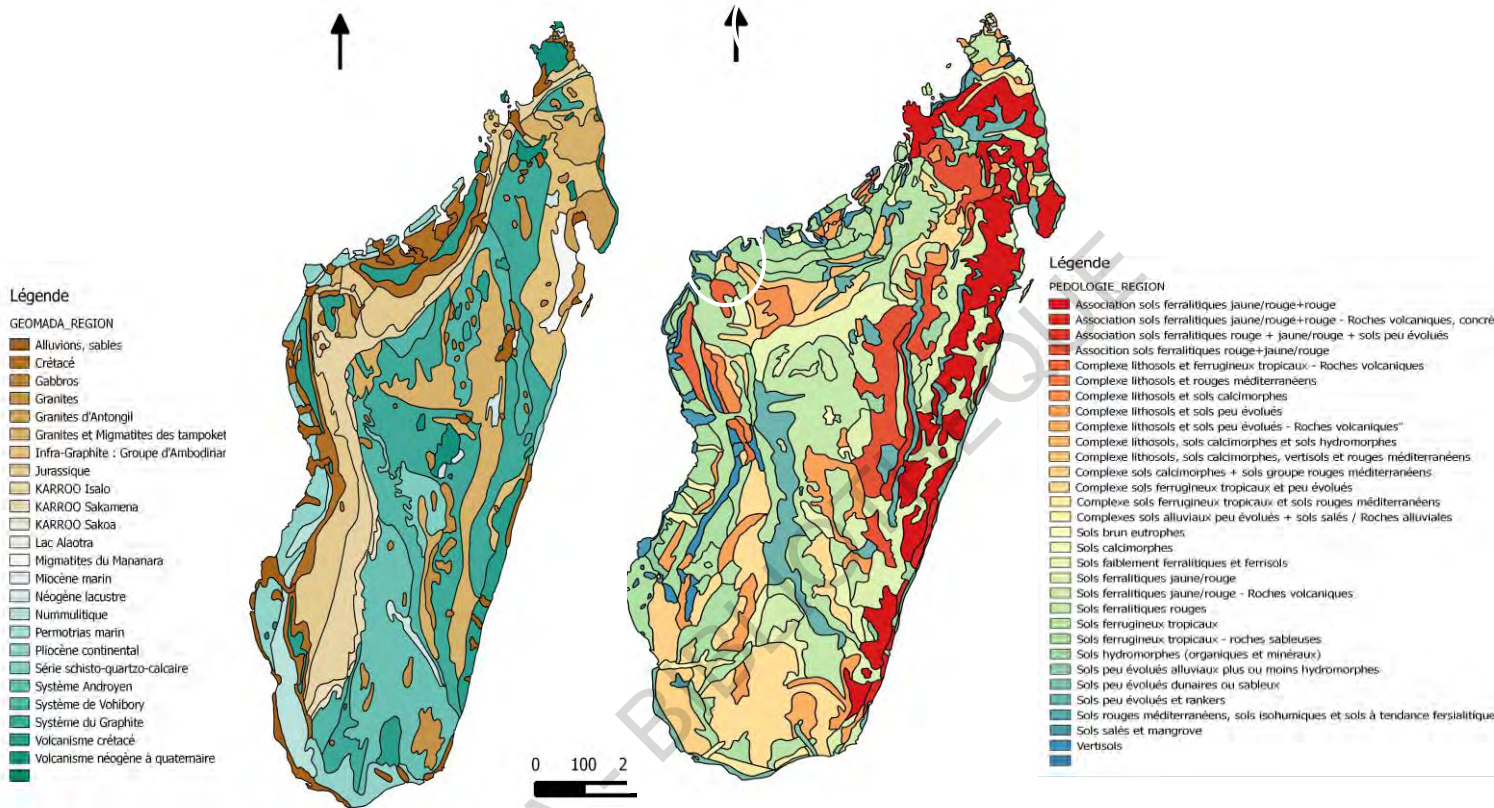 Légende
GEOMADA_REGION
Alluvions, sables
Crétacé
Gabbros
Granites
Granites d'Antongil
Granites et Migmatites des tampoket
Infra-Graphite : Groupe d'Ambodirian
Jurassique
KARROO Isalo
KARROO Sakamena
KARROO Sakoa
Lac Alaotra
Migmatites du Mananara
Miocène marin
Néogène lacustre
Nummulitique
Permotrias marin
Pliocène continental
Série schisto-quartzo-calcaire
Système Androyen
Système de Vohibory
Système du Graphite
Volcanisme crétacé
Volcanisme néogène à quaternaire
0 100 2
Légende
PEDOLOGIE_REGION
Association sols ferralitiques jaune/rouge+rouge
Association sols ferralitiques jaune/rouge+rouge - Roches volcaniques, concré
Association sols ferralitiques rouge + jaune/rouge + sols peu évolués
Assocition sols ferralitiques rouge+jaune/rouge
Complexe lithosols et ferrugineux tropicaux - Roches volcaniques
Complexe lithosols et rouges méditerranéens
Complexe lithosols et sols calcimorphes
Complexe lithosols et sols peu évolués
Complexe lithosols et sols peu évolués - Roches volcaniques"
Complexe lithosols, sols calcimorphes et sols hydromorphes
Complexe lithosols, sols calcimorphes, vertisols et rouges méditerranéens
Complexe sols calcimorphes + sols groupe rouges méditerranéens
Complexe sols ferrugineux tropicaux et peu évolués
Complexe sols ferrugineux tropicaux et sols rouges méditerranéens
Complexes sols alluviaux peu évolués + sols salés / Roches alluviales
Sols brun eutrophes
Sols calcimorphes
Sols faiblement ferralitiques et ferrisols
Sols ferralitiques jaune/rouge
Sols ferralitiques jaune/rouge - Roches volcaniques
Sols ferralitiques rouges
Sols ferrugineux tropicaux
Sols ferrugineux tropicaux - roches sableuses
Sols hydromorphes (organiques et minéraux)
Sols peu évolués alluviaux plus ou moins hydromorphes
Sols peu évolués dunaires ou sableux
Sols peu évolués et rankers
Sols rouges méditerranéens, sols isohumiques et sols à tendance fersialitique
Sols salés et mangrove
Vertisols